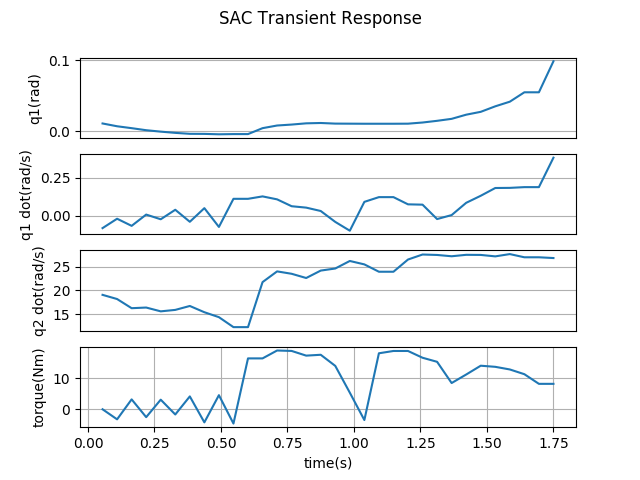 SAC Transient Response
q1(rad)
0.1
0.0
q1 dot(rad/s)
0.25
0.00
q2 dot(rad/s)
25
20
15
torque(Nm)
10
0
0.00 0.25 0.50 0.75 1.00 1.25 1.50 1.75
time(s)